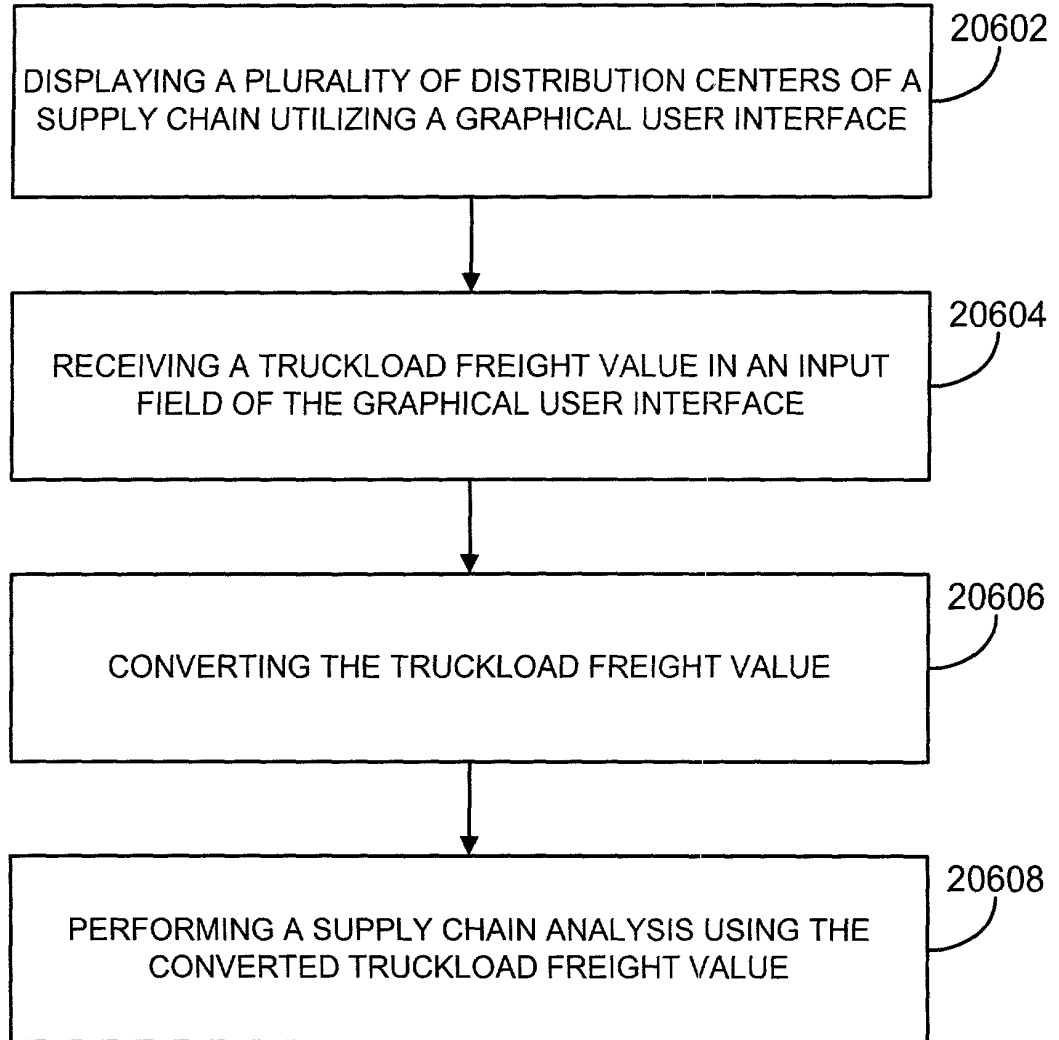 20602
DISPLAYING A PLURALITY OF DISTRIBUTION CENTERS OF A
SUPPLY CHAIN UTILIZING A GRAPHICAL USER INTERFACE
20604
RECEIVING A TRUCKLOAD FREIGHT VALUE IN AN INPUT
FIELD OF THE GRAPHICAL USER INTERFACE
20606
CONVERTING THE TRUCKLOAD FREIGHT VALUE
20608
PERFORMING A SUPPLY CHAIN ANALYSIS USING THE
CONVERTED TRUCKLOAD FREIGHT VALUE